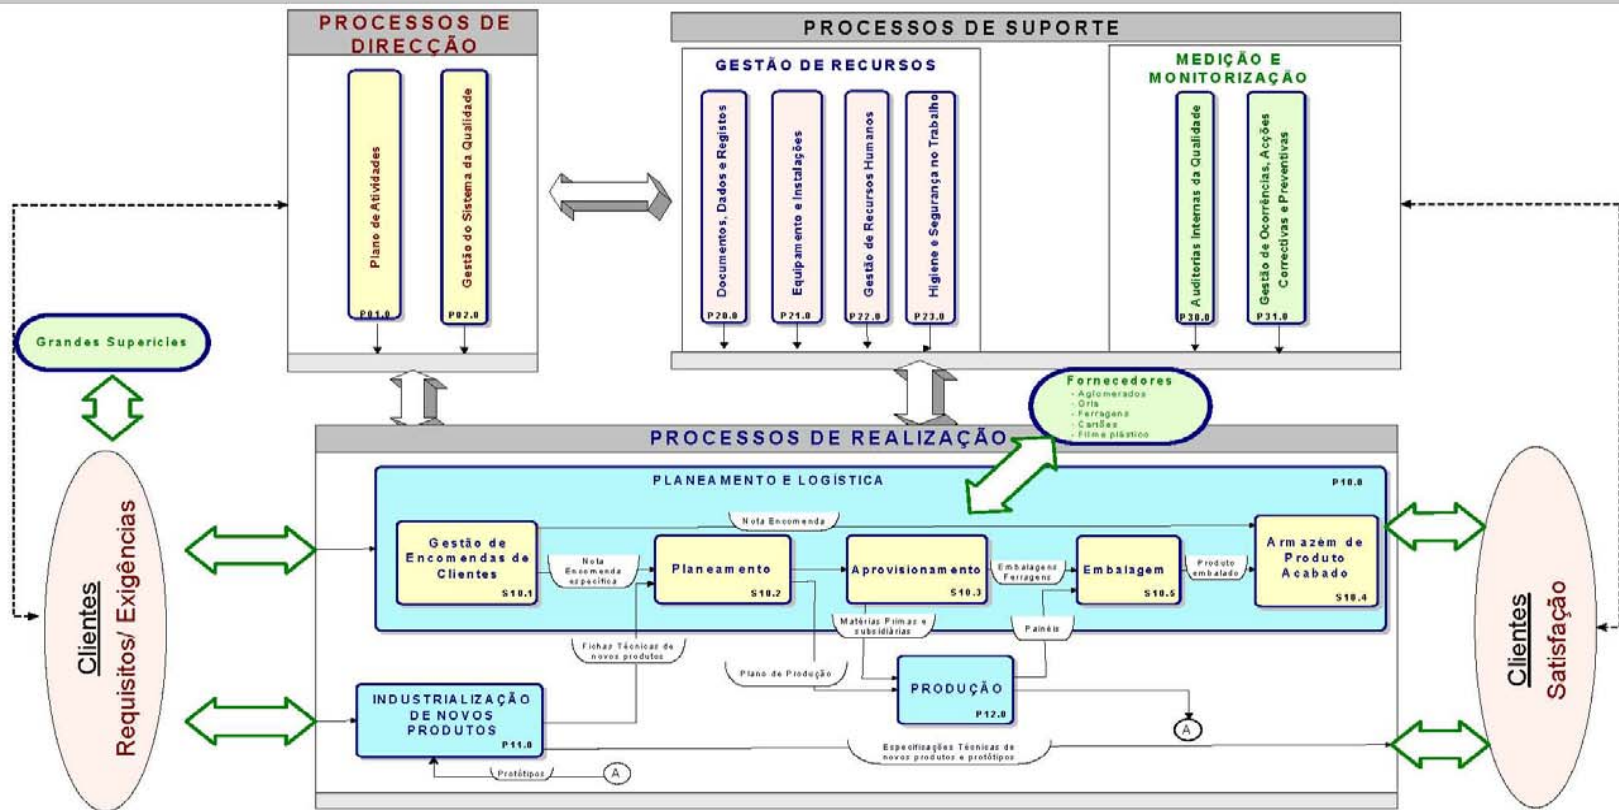 PROCESSOS DE
DIRECÇÃO
Plano de Atividades
P01.0
Gestão do Sistema da Qualidade
P02.0
PROCESSOS DE SUPORTE
GESTÃO DE RECURSOS
Documentos, Dados e Registos
P20.0
Equipamento e Instalações
P21.0
Gestão de Recursos Humanos
P22.0
Higiene e Segurança no Trabalho
P23.0
MEDIÇÃO E
MONITORIZAÇÃO
Auditorias Internas da Qualidade
P30.0
Gestão de Ocorrências, Acções
Correctivas e Preventivas
P31.0
Grandes Superícies
Fornecedores
- Aglomerados
- Orla
- Ferragens
- Cartões
- Filme plástico
Clientes
Requisitos/ Exigências
PROCESSOS DE REALIZAÇÃO
PLANEAMENTO E LOGÍSTICA
P10.0
Nota Encomenda
Gestão de
Encomendas de
Clientes
S10.1
Nota
Encomenda
específica
Planeamento
S10.2
Aprovisionamento
S10.3
Embalagens
Ferragens
Embalagem
S10.5
Produto
embalado
Armazém de
Produto
Acabado
S10.4
Fichas Técnicas de
novos produtos
Matérias Primas e
subsidiárias
Painéis
Plano de Produção
PRODUÇÃO
P12.0
A
INDUSTRIALIZAÇÃO
DE NOVOS
PRODUTOS
P11.0
Especificações Técnicas de
novos produtos e protótipos
Protótipos
A
Clientes
Satisfação